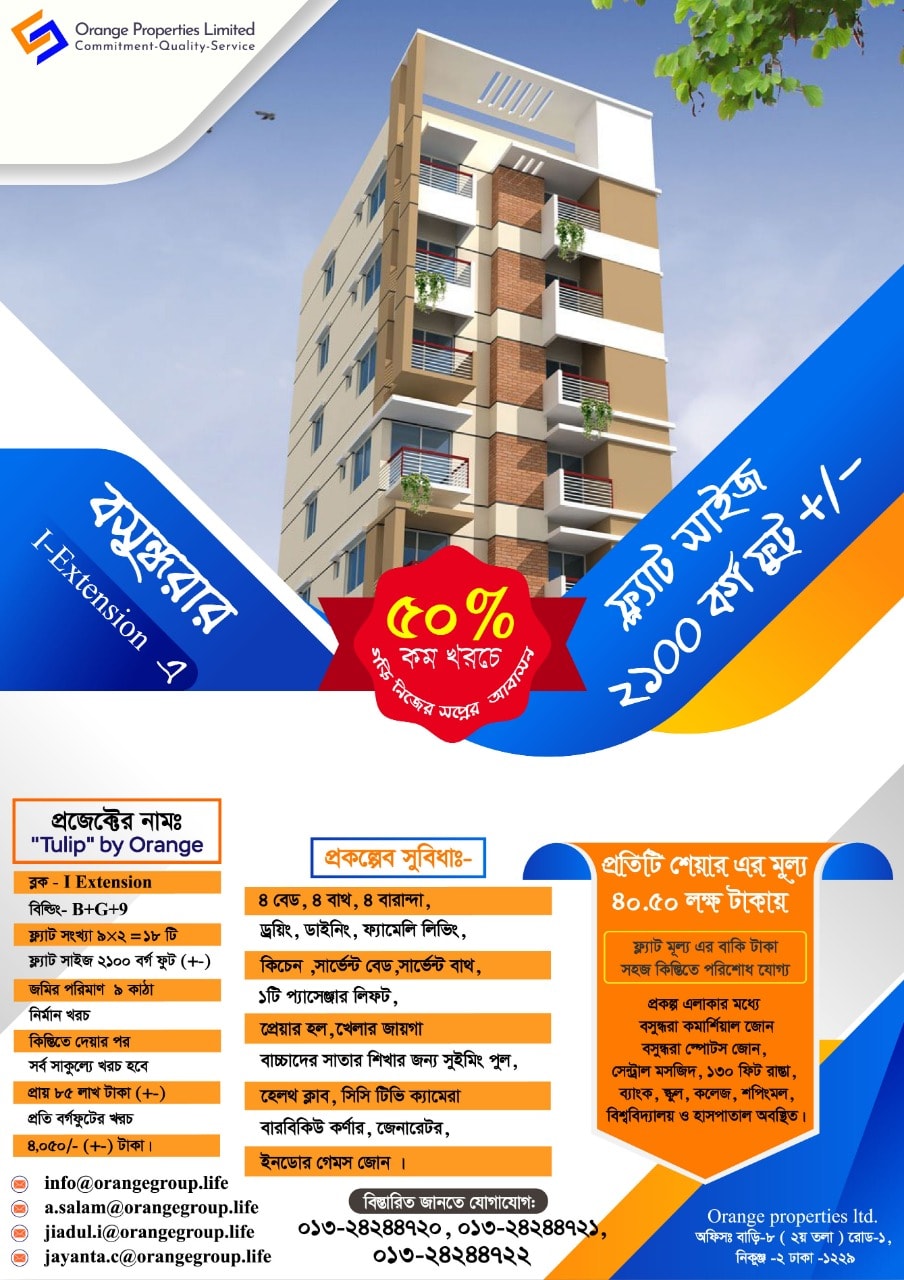 Orange Properties Limited
Commitment-Quality-Service
বসুন্ধরার
I-Extension এ
ফ্ল্যাট সাইজ
২১০০ বর্গ ফুট +/-
৫০%
কম খরচে
গড়ি নিজের সপ্নের আবাসন
প্রজেক্টের নামঃ
"Tulip" by Orange
ব্লক - I Extension
বিল্ডিং- B+G+9
ফ্ল্যাট সংখ্যা ৯×২ =১৮ টি
ফ্ল্যাট সাইজ ২১০০ বর্গ ফুট (+-)
জমির পরিমাণ ৯ কাঠা
নির্মান খরচ
কিস্তিতে দেয়ার পর
সর্ব সাকুল্যে খরচ হবে
প্রায় ৮৫ লাখ টাকা (+-)
প্রতি বর্গফুটের খরচ
৪,০৫০/- (+-) টাকা।
info@orangegroup.life
a.salam@orangegroup.life
jiadul.i@orangegroup.life
jayanta.c@orangegroup.life
প্রকল্পেব সুবিধাঃ-
৪ বেড, ৪ বাথ, ৪ বারান্দা,
ড্রয়িং, ডাইনিং, ফ্যামেলি লিভিং,
কিচেন ,সার্ভেন্ট বেড,সার্ভেন্ট বাথ,
১টি প্যাসেঞ্জার লিফট,
প্রেয়ার হল,খেলার জায়গা
বাচ্চাদের সাতার শিখার জন্য সুইমিং পুল,
হেলথ ক্লাব, সিসি টিভি ক্যামেরা
বারবিকিউ কর্ণার, জেনারেটর,
ইনডোর গেমস জোন ।
বিস্তারিত জানতে যোগাযোগ:
০১৩-২৪২৪৪৭২০, ০১৩-২৪২৪৪৭২১,
০১৩-২৪২৪৪৭২২
প্রতিটি শেয়ার এর মূল্য
৪০.৫০ লক্ষ টাকায়
ফ্ল্যাট মূল্য এর বাকি টাকা
সহজ কিস্তিতে পরিশোধ যোগ্য
প্রকল্প এলাকার মধ্যে
বসুন্ধরা কমার্শিয়াল জোন
বসুন্ধরা স্পোটস জোন,
সেন্ট্রাল মসজিদ, ১৩০ ফিট রাস্তা,
ব্যাংক, স্কুল, কলেজ, শপিংমল,
বিশ্ববিদ্যালয় ও হাসপাতাল অবস্থিত।
Orange properties ltd.
অফিসঃ বাড়ি-৮ ( ২য় তলা ) রোড-১,
নিকুঞ্জ -২ ঢাকা -১২২৯